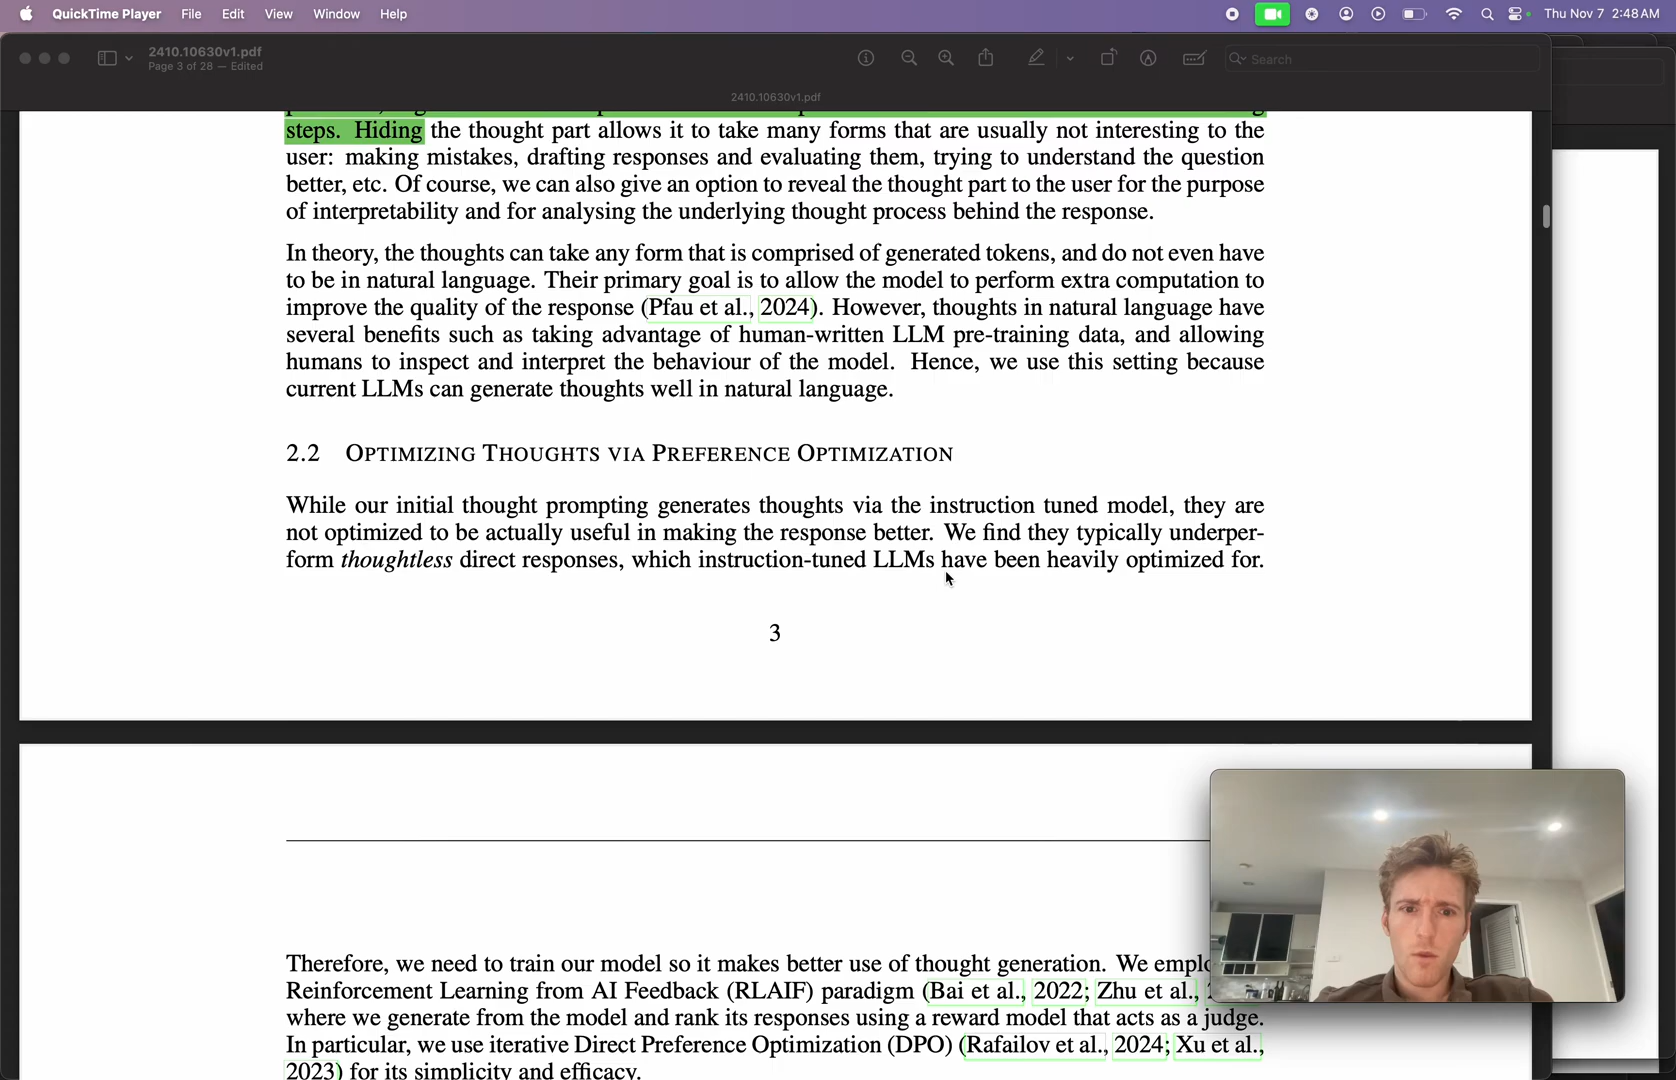 QuickTime Player File Edit View Window Help Thu Nov 7 2:48 AM
2410.10630v1.pdf
Page 3 of 28 — Edited
Search
2410.10630v1.pdf
steps. Hiding the thought part allows it to take many forms that are usually not interesting to the
user: making mistakes, drafting responses and evaluating them, trying to understand the question
better, etc. Of course, we can also give an option to reveal the thought part to the user for the purpose
of interpretability and for analysing the underlying thought process behind the response.
In theory, the thoughts can take any form that is comprised of generated tokens, and do not even have
to be in natural language. Their primary goal is to allow the model to perform extra computation to
improve the quality of the response (Pfau et al., 2024). However, thoughts in natural language have
several benefits such as taking advantage of human-written LLM pre-training data, and allowing
humans to inspect and interpret the behaviour of the model. Hence, we use this setting because
current LLMs can generate thoughts well in natural language.
2.2 OPTIMIZING THOUGHTS VIA PREFERENCE OPTIMIZATION
While our initial thought prompting generates thoughts via the instruction tuned model, they are
not optimized to be actually useful in making the response better. We find they typically underper-
form thoughtless direct responses, which instruction-tuned LLMs have been heavily optimized for.
3
Therefore, we need to train our model so it makes better use of thought generation. We
Reinforcement Learning from AI Feedback (RLAIF) paradigm (Bai et al., 2022; Zhu et al.,
where we generate from the model and rank its responses using a reward model that acts as a judge.
In particular, we use iterative Direct Preference Optimization (DPO) (Rafailov et al., 2024; Xu et al.,
2023) for its simplicity and efficacy.